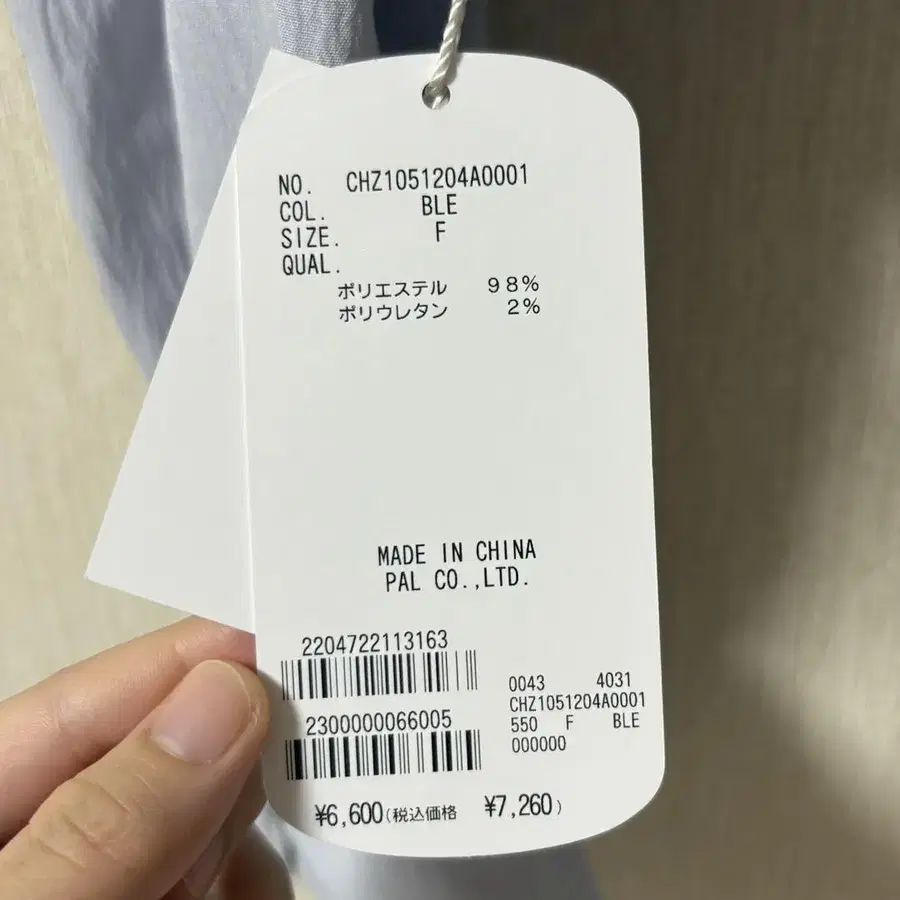 NO. CHZ1051204A0001
COL. BLE
SIZE. F
QUAL.
ポリエステル 98%
ポリウレタン 2%
MADE IN CHINA
PAL CO.,LTD.
2204722113163
2300000066005
0043 4031
CHZ1051204A0001
550 F BLE
000000
¥6,600(税込価格 ¥7,260)